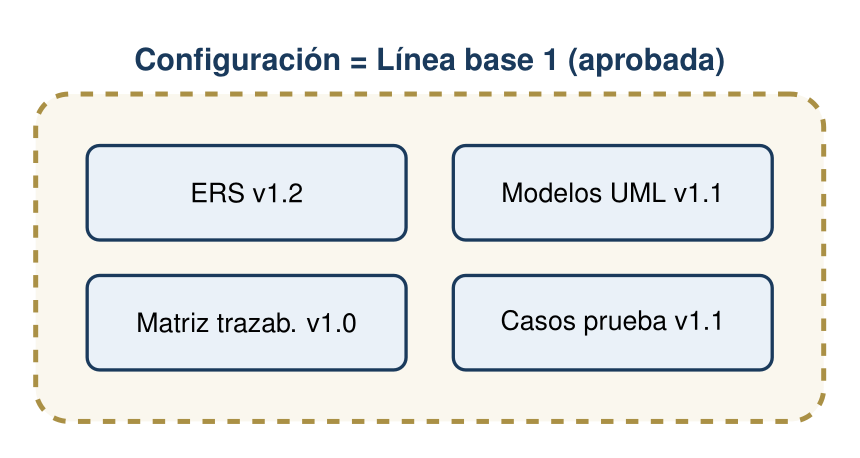 Configuración = Línea base 1 (aprobada)
ERS v1.2
Modelos UML v1.1
Matriz trazab. v1.0
Casos prueba v1.1